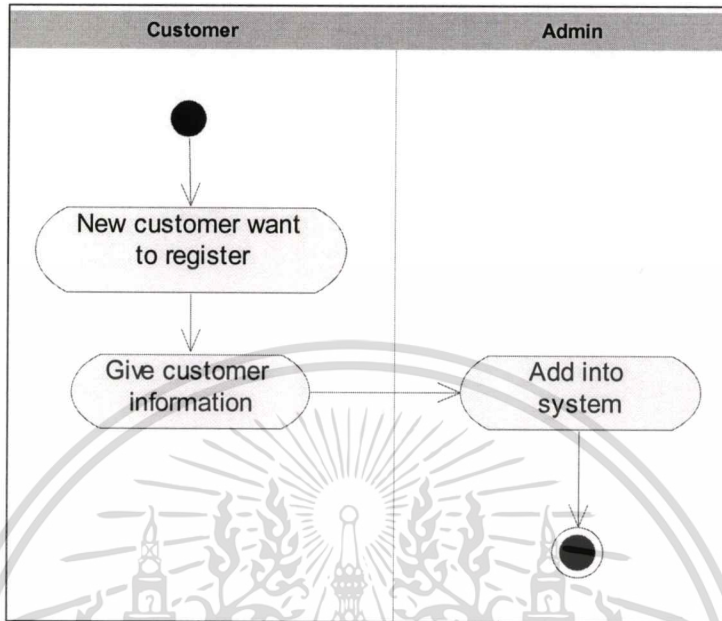 Customer
Admin
New customer want
to register
Give customer
information
Add into
system